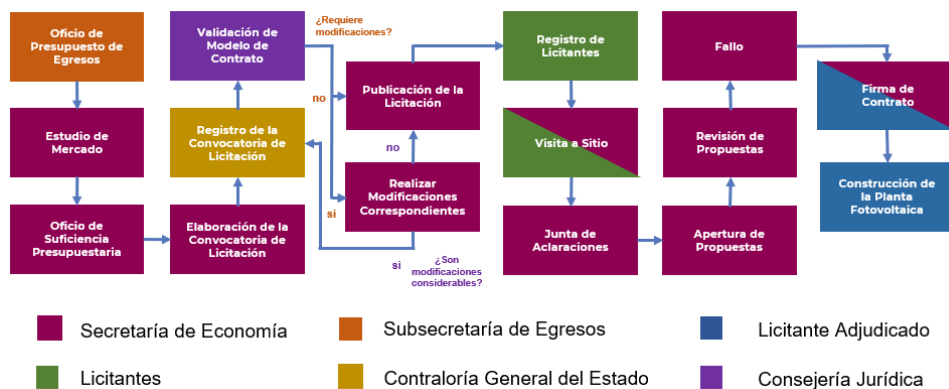 Oficio de
Presupuesto de
Egresos
Estudio de
Mercado
Oficio de
Suficiencia
Presupuestaria
Elaboración de la
Convocatoria de
Licitación
Registro de la
Convocatoria de
Licitación
Validación de
Modelo de
Contrato
¿Requiere
modificaciones?
no
si
Publicación de la
Licitación
no
Realizar
Modificaciones
Correspondientes
si
¿Son
modificaciones
considerables?
Registro de
Licitantes
Visita a Sitio
Junta de
Aclaraciones
Apertura de
Propuestas
Revisión de
Propuestas
Fallo
Firma de
Contrato
Construcción de
la Planta
Fotovoltaica
Secretaría de Economía
Subsecretaría de Egresos
Licitante Adjudicado
Licitantes
Contraloría General del Estado
Consejería Jurídica